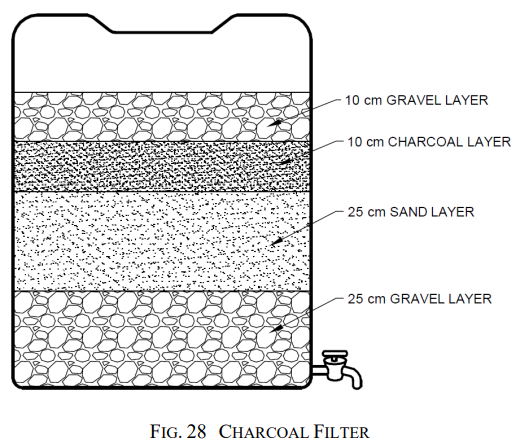 10 cm GRAVEL LAYER
10 cm CHARCOAL LAYER
25 cm SAND LAYER
25 cm GRAVEL LAYER
FIG. 28 CHARCOAL FILTER